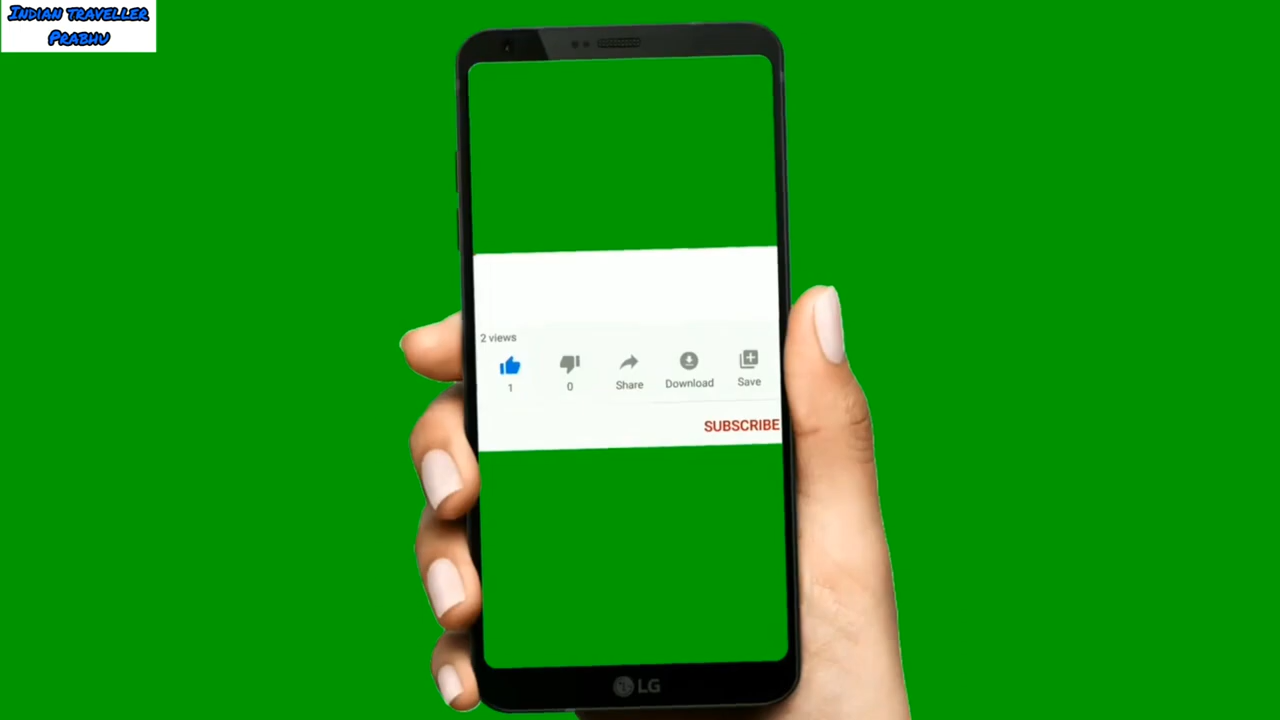 Indian traveller
Prabhu
2 views
1
0
Share
Download
Save
SUBSCRIBE
LG